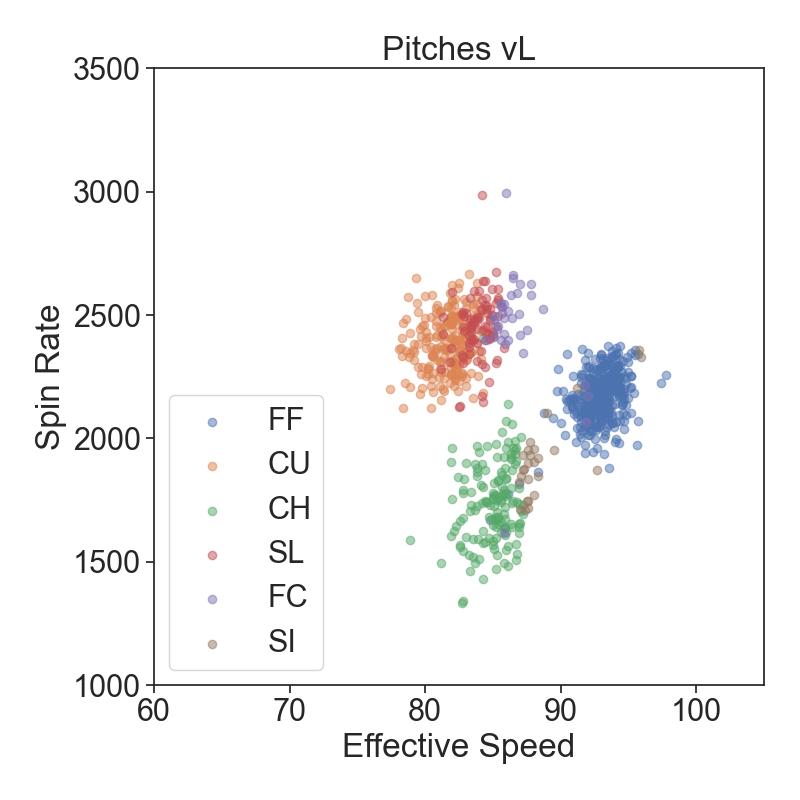 Pitches vL
3500
3000
2500
2000
1500
1000
Spin Rate
FF
CU
CH
SL
FC
SI
60 70 80 90 100
Effective Speed